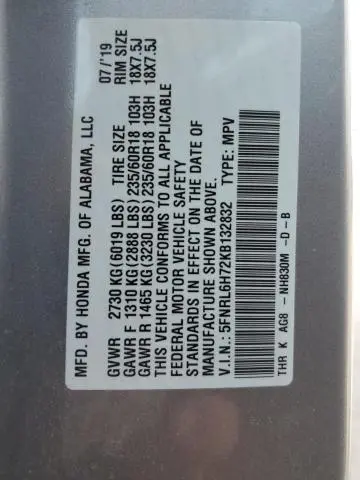 MFD. BY HONDA MFG. OF ALABAMA, LLC 07/'19
GVWR 2730 KG(6019 LBS) TIRE SIZE RIM SIZE
GAWR F 1310 KG(2888 LBS)235/60R18 103H 18X7.5J
GAWR R 1465 KG(3230 LBS)235/60R18 103H 18X7.5J
THIS VEHICLE CONFORMS TO ALL APPLICABLE
FEDERAL MOTOR VEHICLE SAFETY
STANDARDS IN EFFECT ON THE DATE OF
MANUFACTURE SHOWN ABOVE.
V.I.N.: 5FNRL6H72KB132832 TYPE: MPV
THR K AG8 - NH830M -D-B